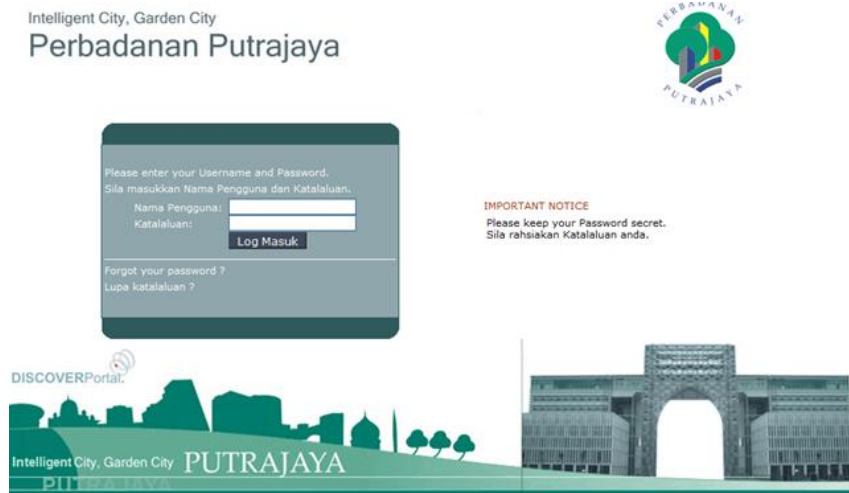 Intelligent City, Garden City
Perbadanan Putrajaya
PERBADANAN
PUTRAJAYA
Please enter your Username and Password.
Sila masukkan Nama Pengguna dan Katalaluan.
Nama Pengguna:
Katalaluan:
Log Masuk
Forgot your password ?
Lupa katalaluan ?
IMPORTANT NOTICE
Please keep your Password secret.
Sila rahsiakan Katalaluan anda.
DISCOVERPortal.
Intelligent City, Garden City PUTRAJAYA
PUTRAJAYA